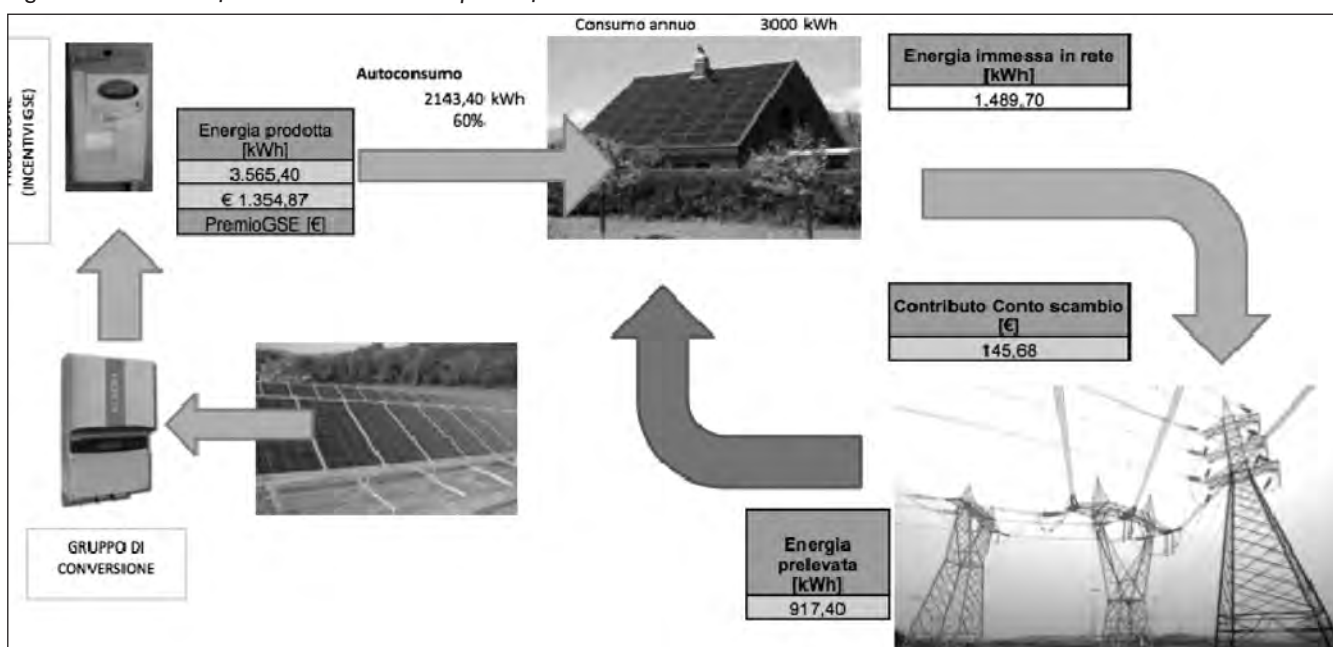 Consumo annuo 3000 kWh
(INCENTIVI GSE)
Energia prodotta
[kWh]
3.565,40
€ 1.354,87
PremioGSE [€]
Autoconsumo
2143,40 kWh
60%
Energia immessa in rete
[kWh]
1.489,70
Contributo Conto scambio
[€]
145,68
GRUPPO DI
CONVERSIONE
Energia
prelevata
[kWh]
917,40